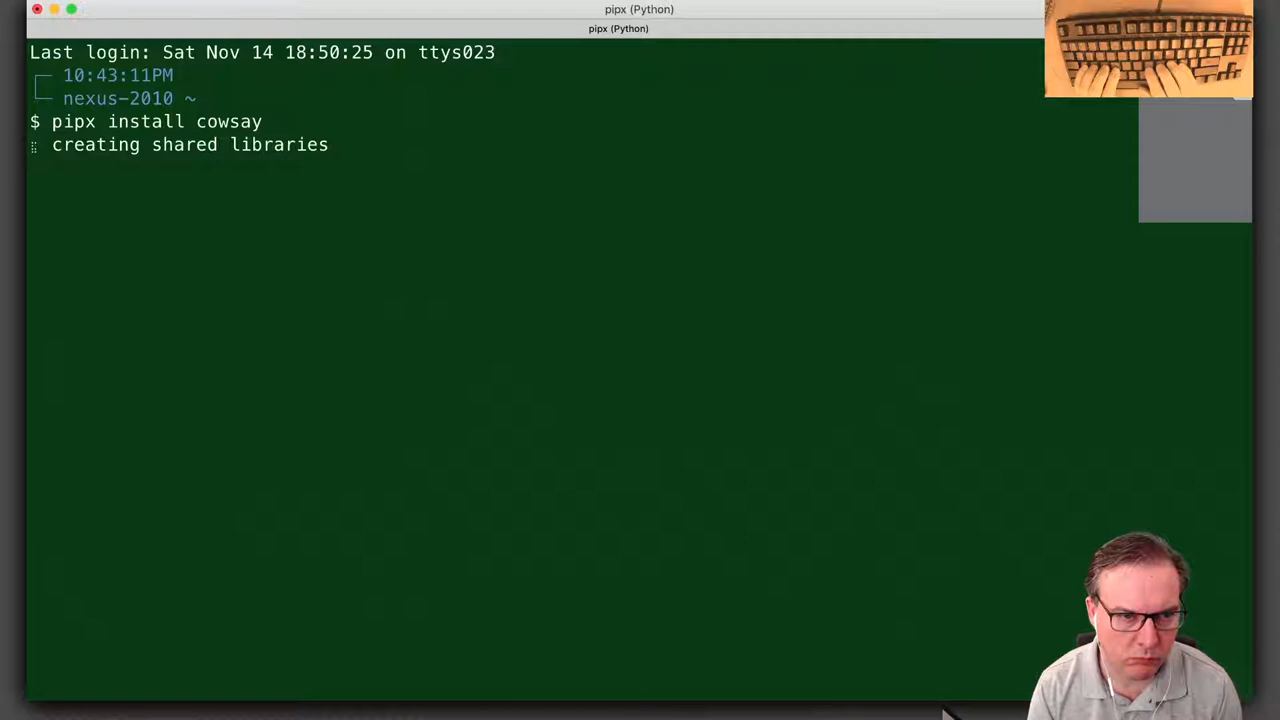 pipx (Python)
pipx (Python)
Last login: Sat Nov 14 18:50:25 on ttys023
10:43:11PM
nexus-2010 ~
$ pipx install cowsay
⣻ creating shared libraries